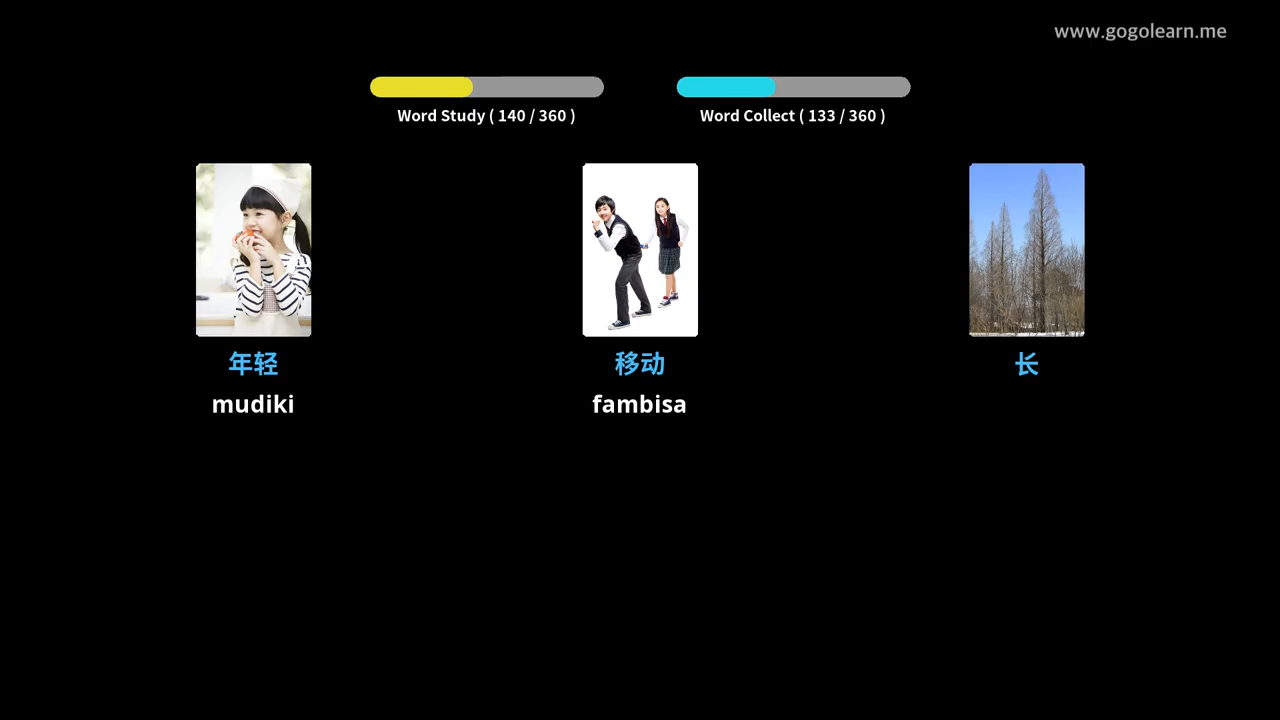 www.gogolearn.me
Word Study ( 140 / 360 )
Word Collect ( 133 / 360 )
年轻
移动
长
mudiki
fambisa